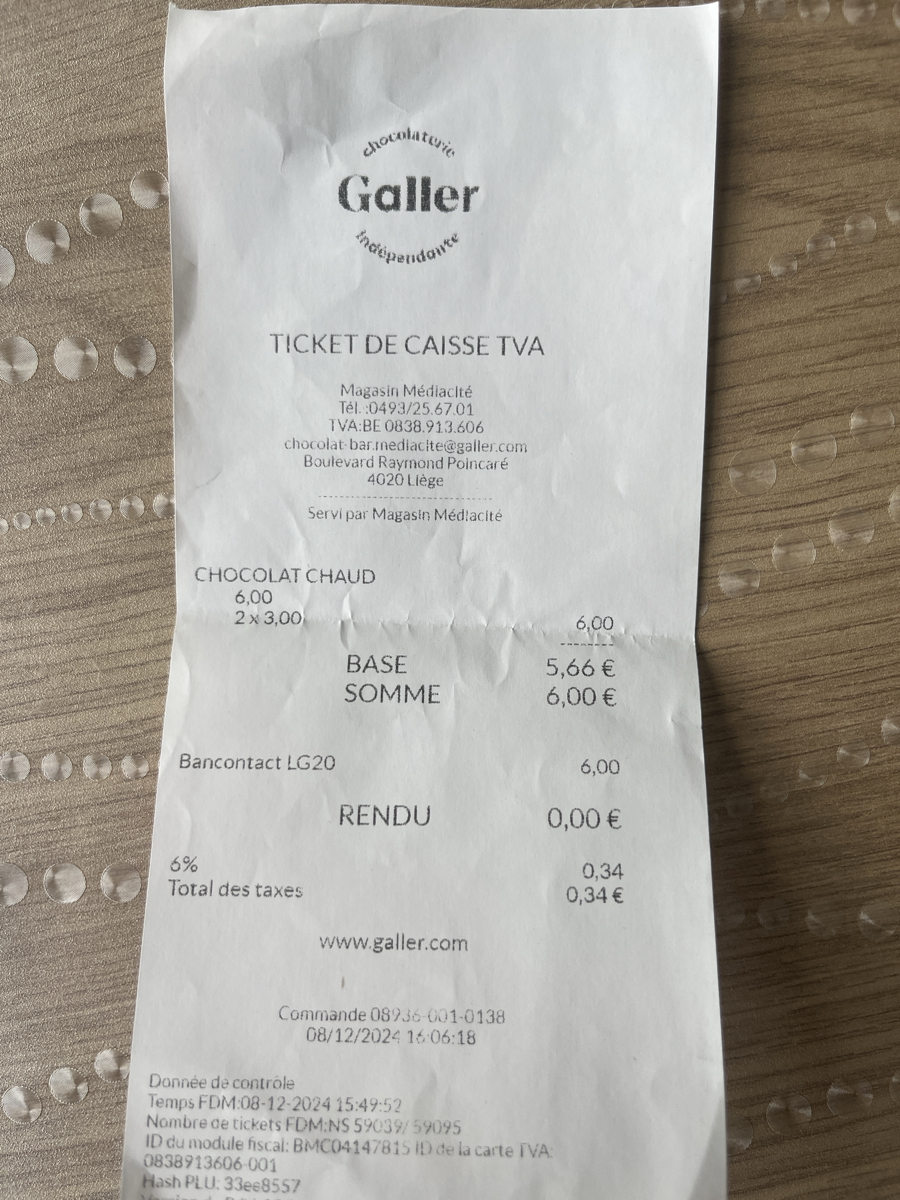 chocolaterie
Galler
indépendante
TICKET DE CAISSE TVA
Magasin Médiacité
Tél. :0493/25.67.01
TVA:BE 0838.913.606
chocolat-bar.mediacite@galler.com
Boulevard Raymond Poincaré
4020 Liège
Servi par Magasin Médiacité
CHOCOLAT CHAUD
6,00
2 x 3,00 6,00
BASE 5,66 €
SOMME 6,00 €
Bancontact LG20 6,00
RENDU 0,00 €
6% 0,34
Total des taxes 0,34 €
www.galler.com
Commande 08936-001-0138
08/12/2024 16:06:18
Donnée de contrôle
Temps FDM:08-12-2024 15:49:52
Nombre de tickets FDM:NS 59039/ 59095
ID du module fiscal: BMC04147815 ID de la carte TVA:
0838913606-001
Hash PLU: 33ee8557